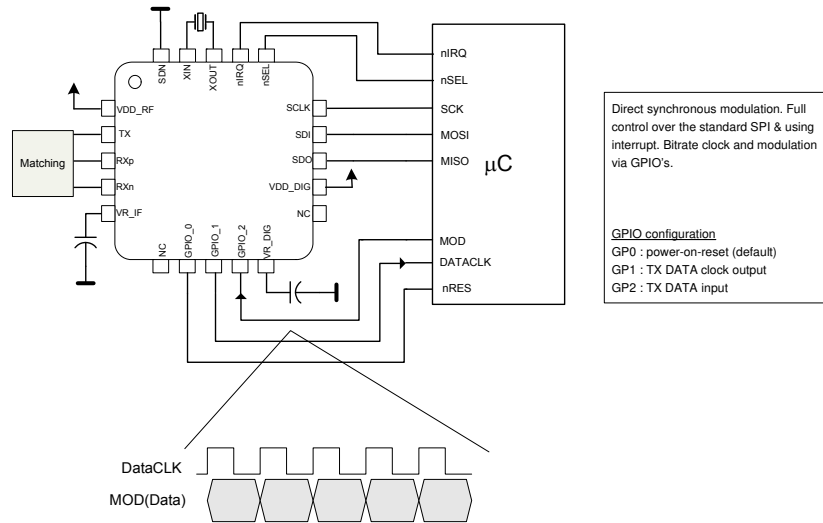 SDN
XIN
XOUT
nIRQ
nSEL
VDD_RF
TX
RXp
RXn
VR_IF
Matching
SCLK
SDI
SDO
VDD_DIG
NC
NC
GPIO_0
GPIO_1
GPIO_2
VR_DIG
nIRQ
nSEL
SCK
MOSI
MISO
μC
MOD
DATACLK
nRES
Direct synchronous modulation. Full
control over the standard SPI & using
interrupt. Bitrate clock and modulation
via GPIO's.
GPIO configuration
GP0 : power-on-reset (default)
GP1 : TX DATA clock output
GP2 : TX DATA input
DataCLK
MOD(Data)